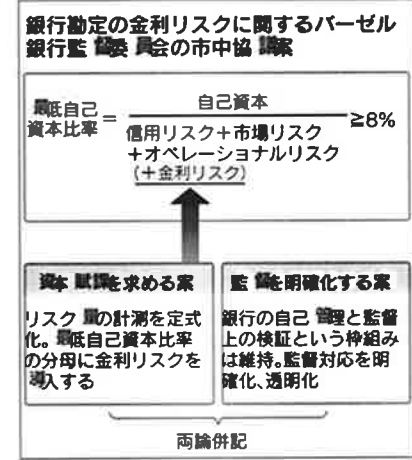 銀行勘定の金利リスクに関するバーゼル
銀行監督委員会の市中協議案
最低自己
資本比率
=
自己資本
信用リスク+市場リスク
+オペレーショナルリスク
(+金利リスク)
≧8%
資本賦課を求める案
リスク量の計測を定式
化。最低自己資本比率
の分母に金利リスクを
導入する
監督を明確化する案
銀行の自己管理と監督
上の検証という枠組み
は維持。監督対応を明
確化、透明化
両論併記